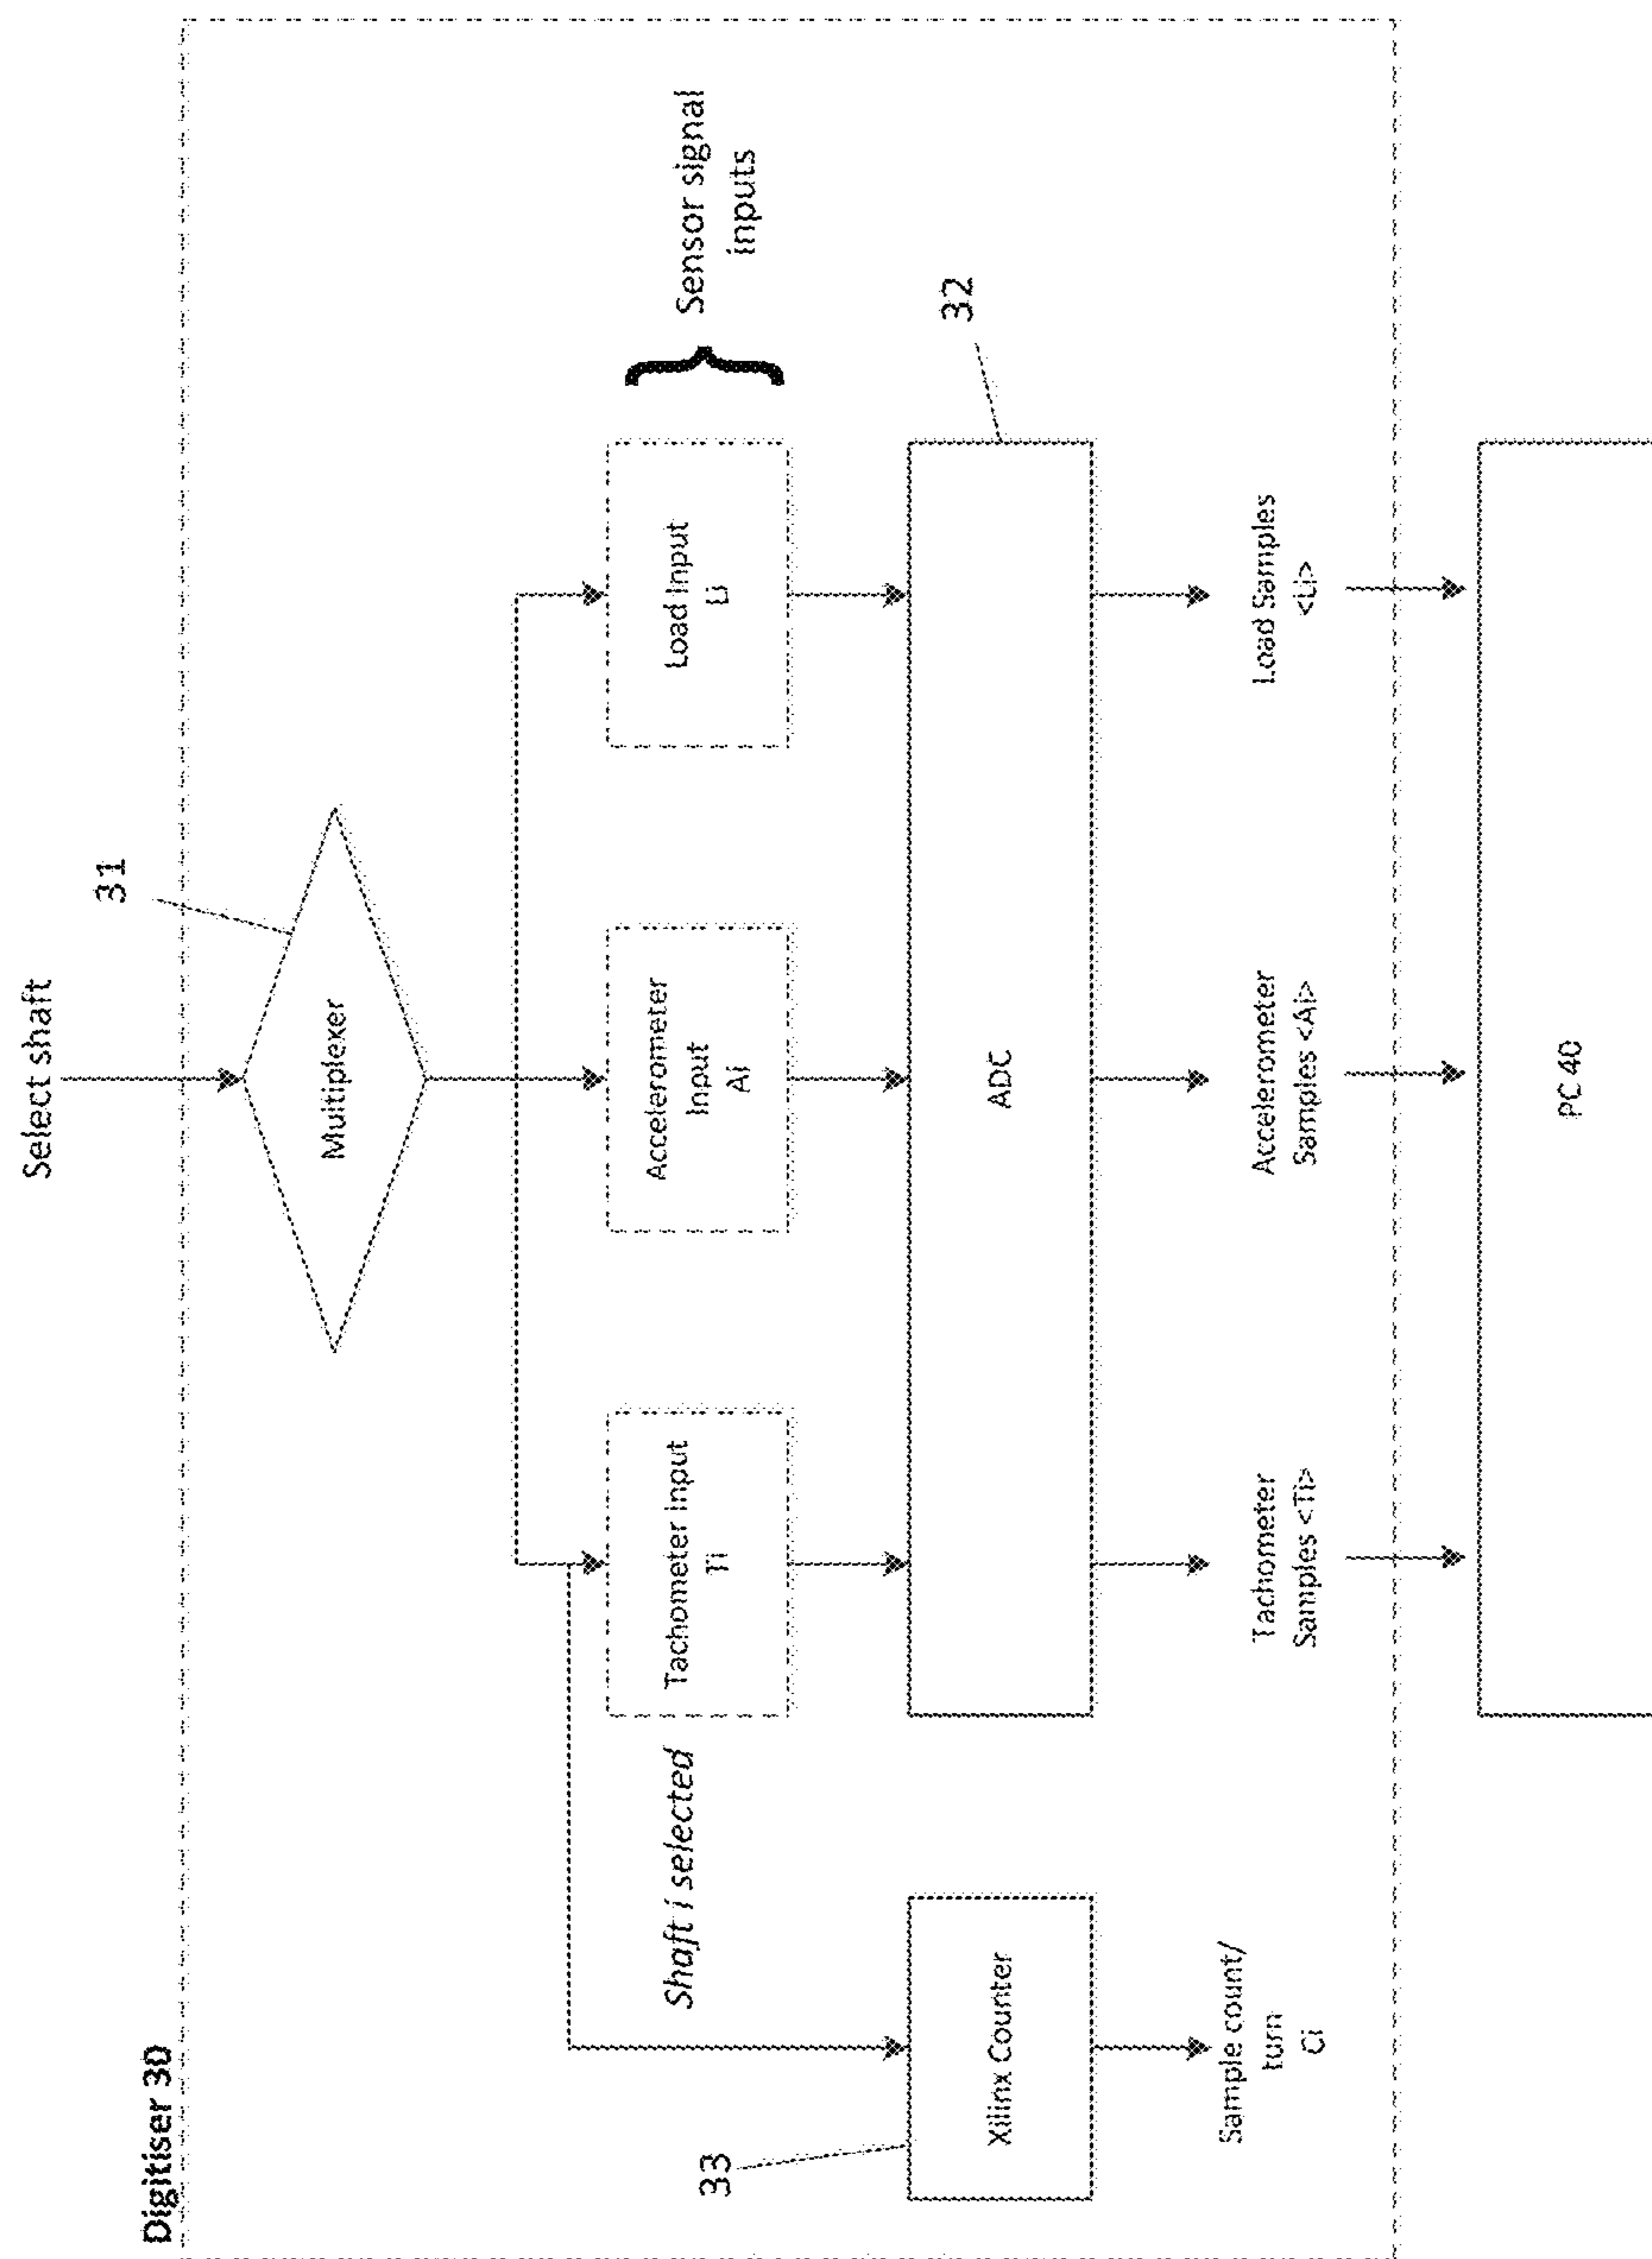 Digitiser 30
Select shaft
31
Multiplexer
33
Shaft i selected
Tachometer Input
Ti
Accelerometer
Input
Ai
Load Input
Li
Sensor signal
inputs
Xilinx Counter
ADC
32
Sample count/
turn
Ci
Tachometer
Samples <Ti>
Accelerometer
Samples <Ai>
Load Samples
<Li>
PC 40